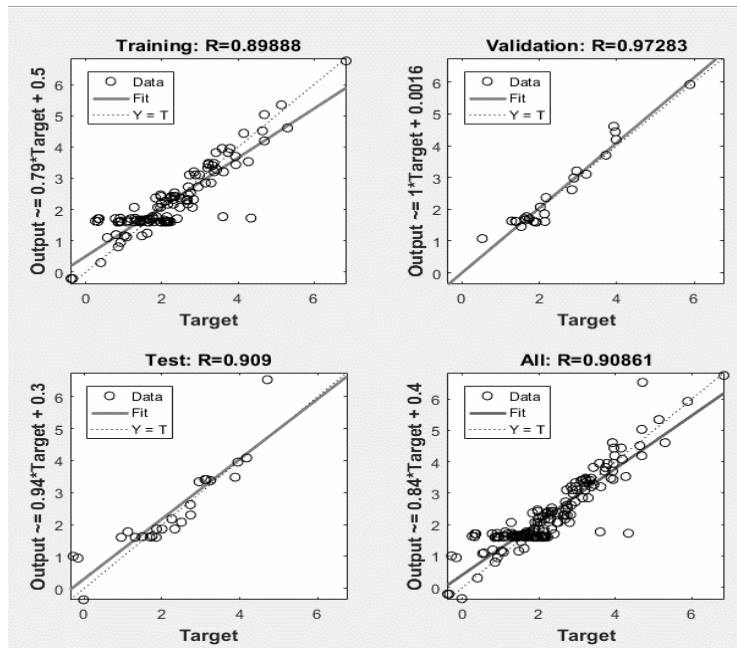 Training: R=0.89888
Output ~= 0.79*Target + 0.5
Data
Fit
Y = T
6
5
4
3
2
1
0
0
2
4
6
Target
Validation: R=0.97283
Output ~= 1*Target + 0.0016
Data
Fit
Y = T
6
5
4
3
2
1
0
0
2
4
6
Target
Test: R=0.909
Output ~= 0.94*Target + 0.3
Data
Fit
Y = T
6
5
4
3
2
1
0
0
2
4
6
Target
All: R=0.90861
Output ~= 0.84*Target + 0.4
Data
Fit
Y = T
6
5
4
3
2
1
0
0
2
4
6
Target